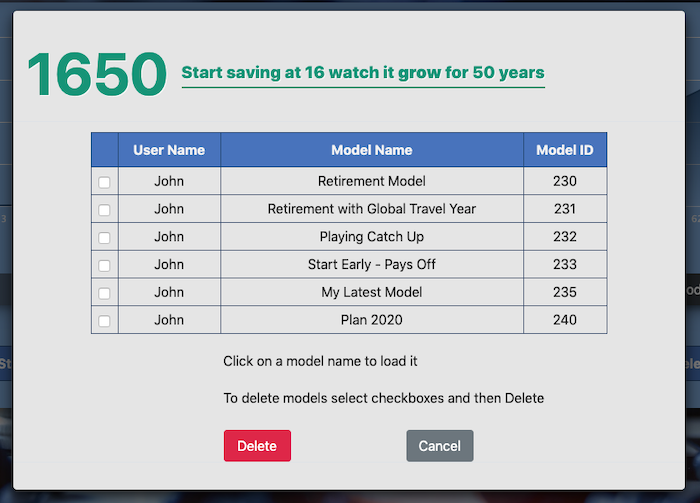 1650 Start saving at 16 watch it grow for 50 years
User Name Model Name Model ID
John Retirement Model 230
John Retirement with Global Travel Year 231
John Playing Catch Up 232
John Start Early - Pays Off 233
John My Latest Model 235
John Plan 2020 240
Click on a model name to load it
To delete models select checkboxes and then Delete
Delete Cancel